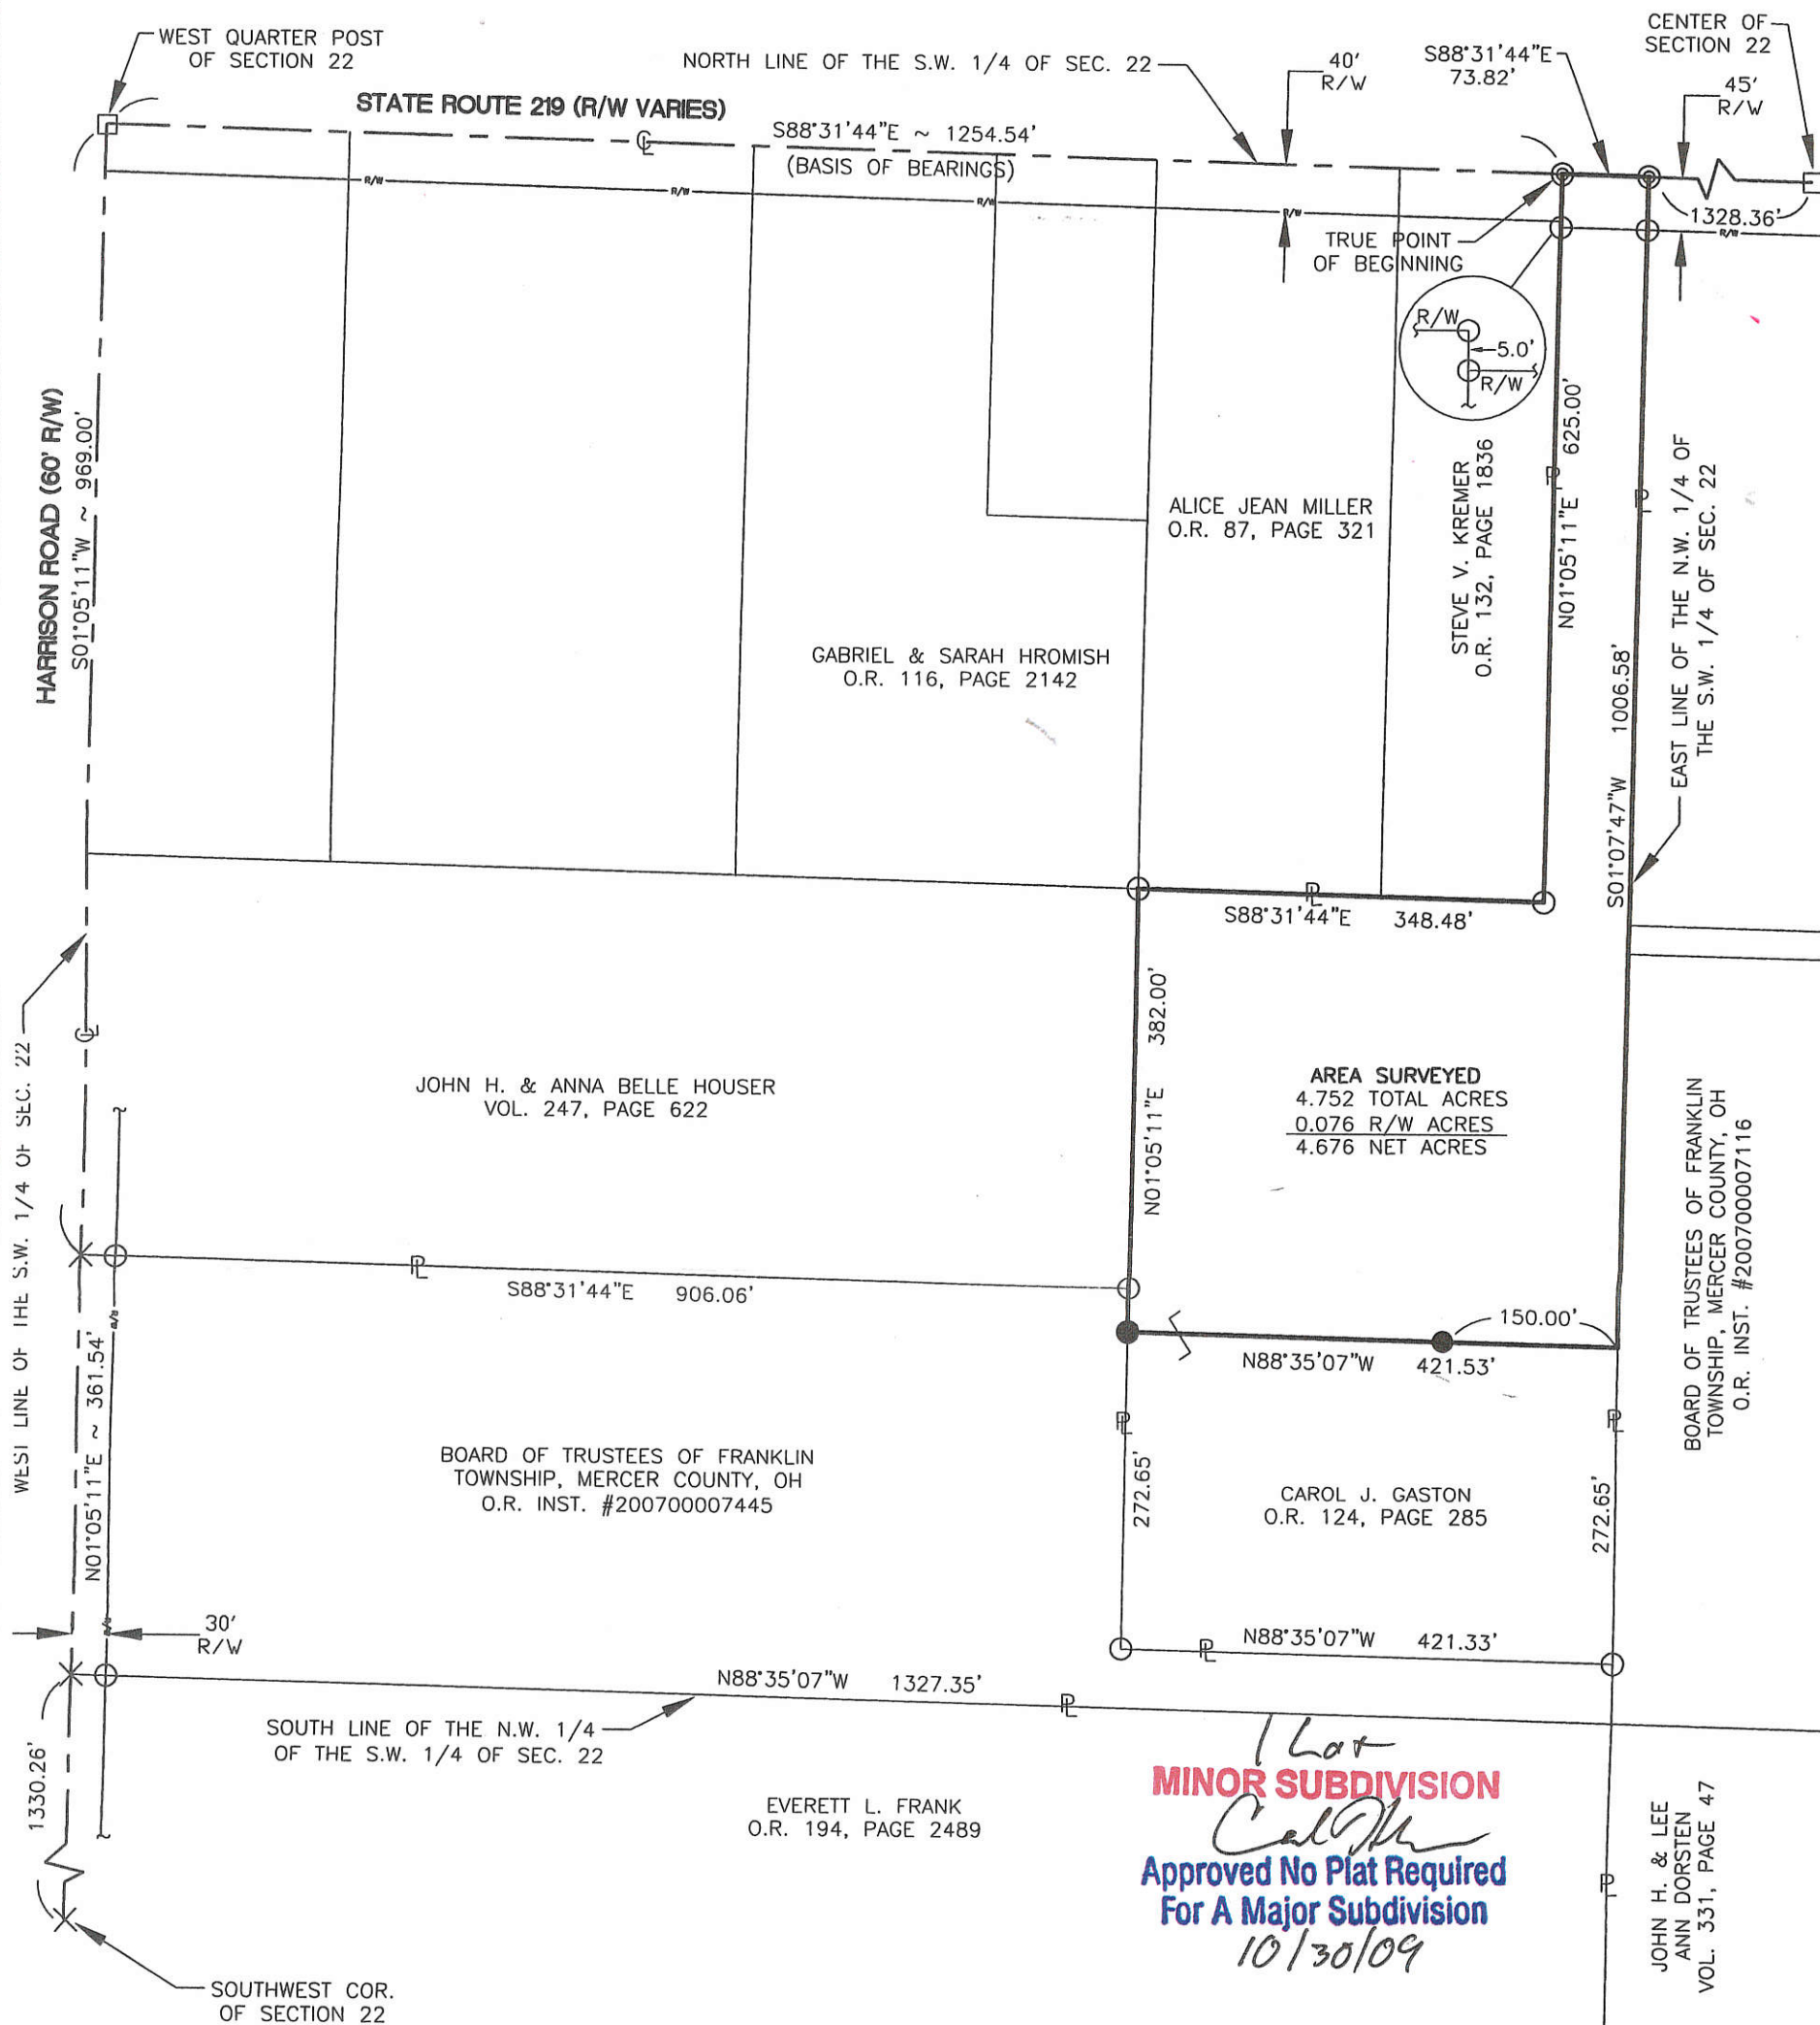 WEST QUARTER POST
OF SECTION 22
NORTH LINE OF THE S.W. 1/4 OF SEC. 22
40'
R/W
S88°31'44"E
73.82'
CENTER OF
SECTION 22
45'
R/W
STATE ROUTE 219 (R/W VARIES)
S88°31'44"E ~ 1254.54'
(BASIS OF BEARINGS)
R/W
R/W
R/W
R/W
R/W
1328.36'
TRUE POINT
OF BEGINNING
R/W
5.0'
R/W
HARRISON ROAD (60' R/W)
S01°05'11"W ~ 969.00'
STEVE V. KREMER
O.R. 132, PAGE 1836
N01°05'11"E 625.00'
ALICE JEAN MILLER
O.R. 87, PAGE 321
GABRIEL & SARAH HROMISH
O.R. 116, PAGE 2142
S01°07'47"W 1006.58'
EAST LINE OF THE N.W. 1/4 OF
THE S.W. 1/4 OF SEC. 22
S88°31'44"E 348.48'
N01°05'11"E 382.00'
JOHN H. & ANNA BELLE HOUSER
VOL. 247, PAGE 622
AREA SURVEYED
4.752 TOTAL ACRES
0.076 R/W ACRES
4.676 NET ACRES
WEST LINE OF THE S.W. 1/4 OF SEC. 22
BOARD OF TRUSTEES OF FRANKLIN
TOWNSHIP, MERCER COUNTY, OH
O.R. INST. #200700007116
S88°31'44"E 906.06'
R/W
150.00'
N88°35'07"W 421.53'
N01°05'11"E ~ 361.54'
BOARD OF TRUSTEES OF FRANKLIN
TOWNSHIP, MERCER COUNTY, OH
O.R. INST. #200700007445
272.65'
CAROL J. GASTON
O.R. 124, PAGE 285
272.65'
30'
R/W
N88°35'07"W 421.33'
N88°35'07"W 1327.35'
SOUTH LINE OF THE N.W. 1/4
OF THE S.W. 1/4 OF SEC. 22
1330.26'
EVERETT L. FRANK
O.R. 194, PAGE 2489
1 Lot
MINOR SUBDIVISION
Approved No Plat Required
For A Major Subdivision
10/30/09
JOHN H. & LEE
ANN DORSTEN
VOL. 331, PAGE 47
SOUTHWEST COR.
OF SECTION 22